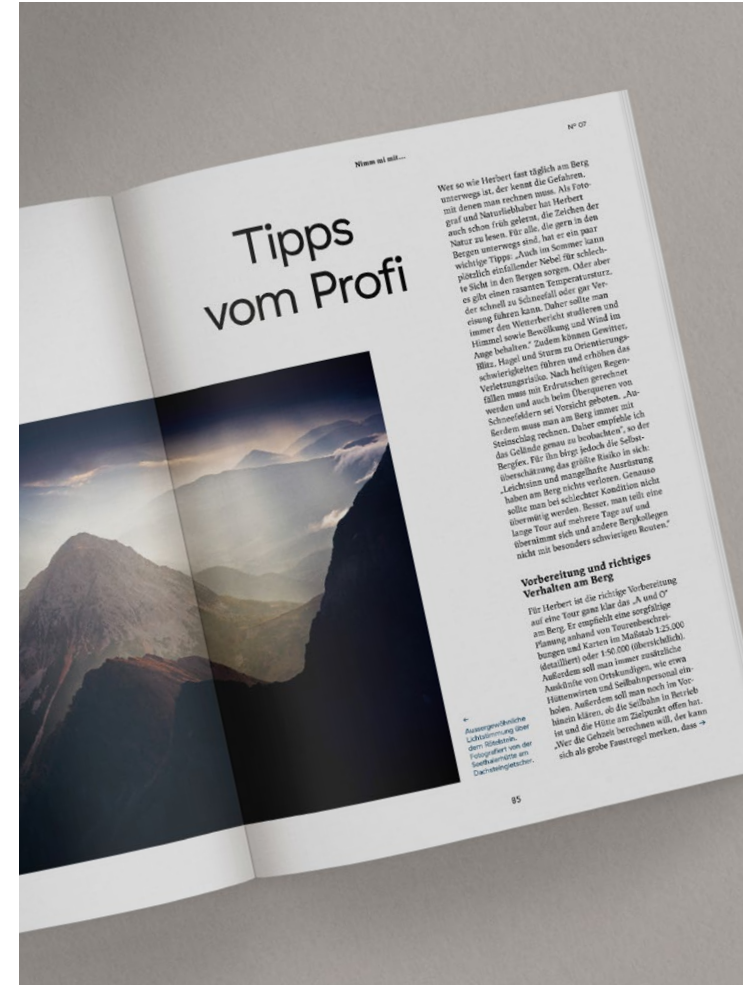 Nimm mi mit...
Nº 07
Tipps
vom Profi
Wer so wie Herbert fast täglich am Berg
unterwegs ist, der kennt die Gefahren,
mit denen man rechnen muss. Als Foto-
graf und Naturliebhaber hat Herbert
auch schon früh gelernt, die Zeichen der
Natur zu lesen. Für alle, die gern in den
Bergen unterwegs sind, hat er ein paar
wichtige Tipps: „Auch im Sommer kann
plötzlich einfallender Nebel für schlech-
te Sicht in den Bergen sorgen. Oder aber
es gibt einen rasanten Temperatursturz,
der schnell zu Schneefall oder gar Ver-
eisung führen kann. Daher sollte man
immer den Wetterbericht studieren und
Himmel sowie Bewölkung und Wind im
Auge behalten.“ Zudem können Gewitter,
Blitz, Hagel und Sturm zu Orientierungs-
schwierigkeiten führen und erhöhen das
Verletzungsrisiko. Nach heftigen Regen-
fällen muss mit Erdrutschen gerechnet
werden und auch beim Überqueren von
Schneefeldern sei Vorsicht geboten. „Au-
ßerdem muss man am Berg immer mit
Steinschlag rechnen. Daher empfehle ich
das Gelände genau zu beobachten“, so der
Bergfex. Für ihn birgt jedoch die Selbst-
überschätzung das größte Risiko in sich:
„Leichtsinn und mangelhafte Ausrüstung
haben am Berg nichts verloren. Genauso
sollte man bei schlechter Kondition nicht
übermütig werden. Besser, man teilt eine
lange Tour auf mehrere Tage auf und
übernimmt sich und andere Bergkollegen
nicht mit besonders schwierigen Routen.“
Vorbereitung und richtiges
Verhalten am Berg
Für Herbert ist die richtige Vorbereitung
auf eine Tour ganz klar das „A und O“
am Berg. Er empfiehlt eine sorgfältige
Planung anhand von Tourenbeschrei-
bungen und Karten im Maßstab 1:25.000
(detailliert) oder 1:50.000 (übersichtlich).
Außerdem soll man immer zusätzliche
Auskünfte von Ortskundigen, wie etwa
Hüttenwirten und Seilbahnpersonal ein-
holen. Außerdem soll man noch im Vor-
hinein klären, ob die Seilbahn in Betrieb
ist und die Hütte am Zielpunkt offen hat.
„Wer die Gehzeit berechnen will, der kann
sich als grobe Faustregel merken, dass →
←
Aussergewöhnliche
Lichtstimmung über
dem Rötelstein.
Fotografiert von der
Seethalerhütte am
Dachsteingletscher.
85